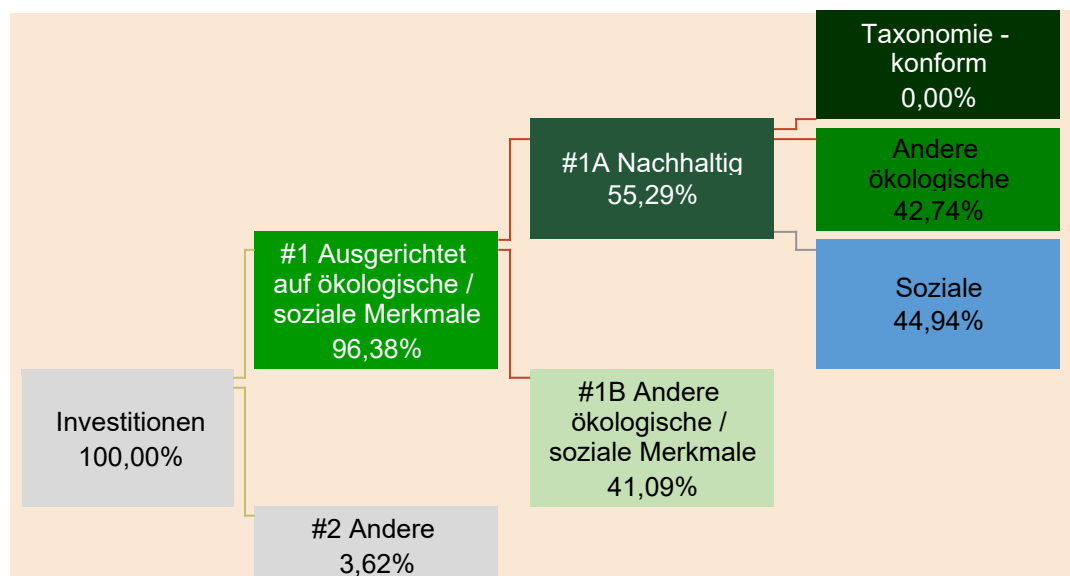 Investitionen
100,00%
#1 Ausgerichtet
auf ökologische /
soziale Merkmale
96,38%
#2 Andere
3,62%
#1A Nachhaltig
55,29%
#1B Andere
ökologische /
soziale Merkmale
41,09%
Taxonomie -
konform
0,00%
Andere
ökologische
42,74%
Soziale
44,94%